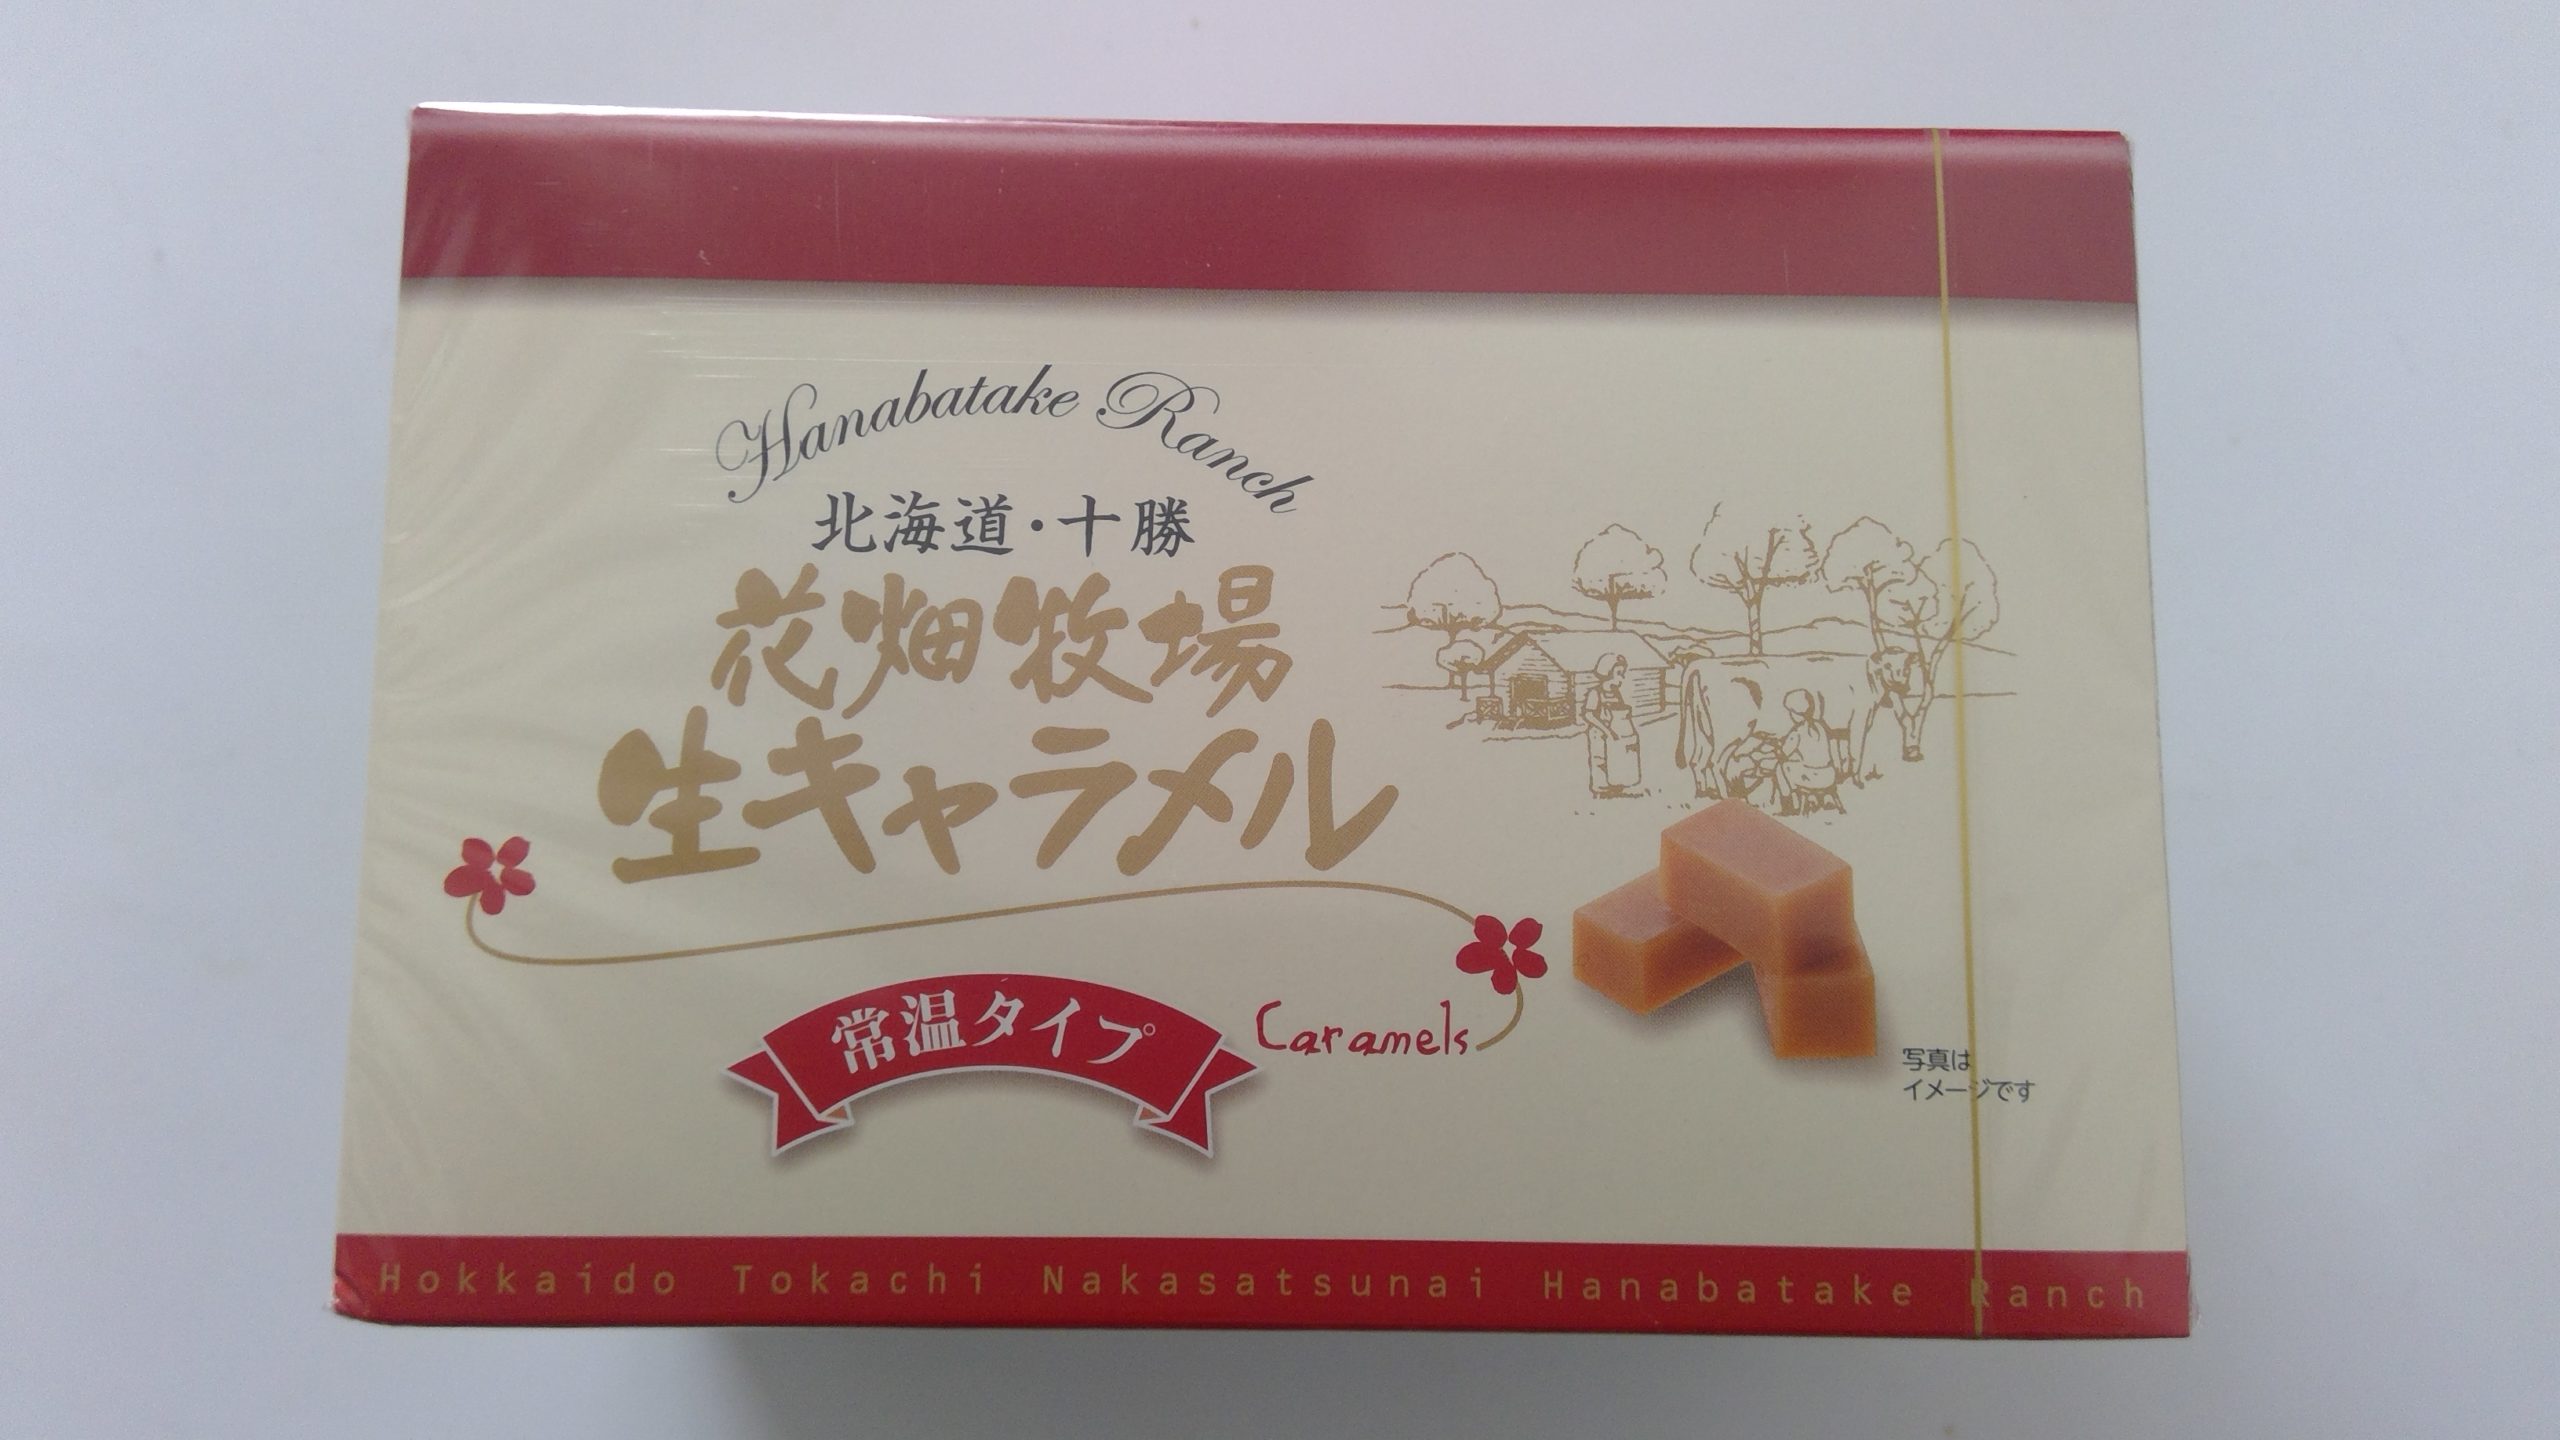 Hanabatake Ranch
北海道・十勝
花畑牧場
生キャラメル
常温タイプ
Caramels
写真は
イメージです
Hokkaido Tokachi Nakasatsunai Hanabatake Ranch